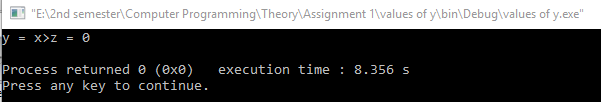 "E:\2nd semester\Computer Programming\Theory\Assignment 1\values of y\bin\Debug\values of y.exe"
y = x>z = 0
Process returned 0 (0x0)   execution time : 8.356 s
Press any key to continue.